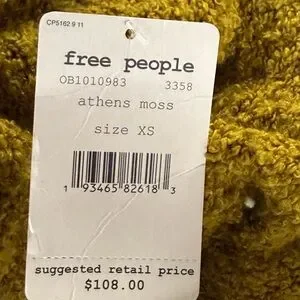 CP5162 9 11
free people
OB1010983 3358
athens moss
size XS
1 93465 82618 3
suggested retail price
$108.00